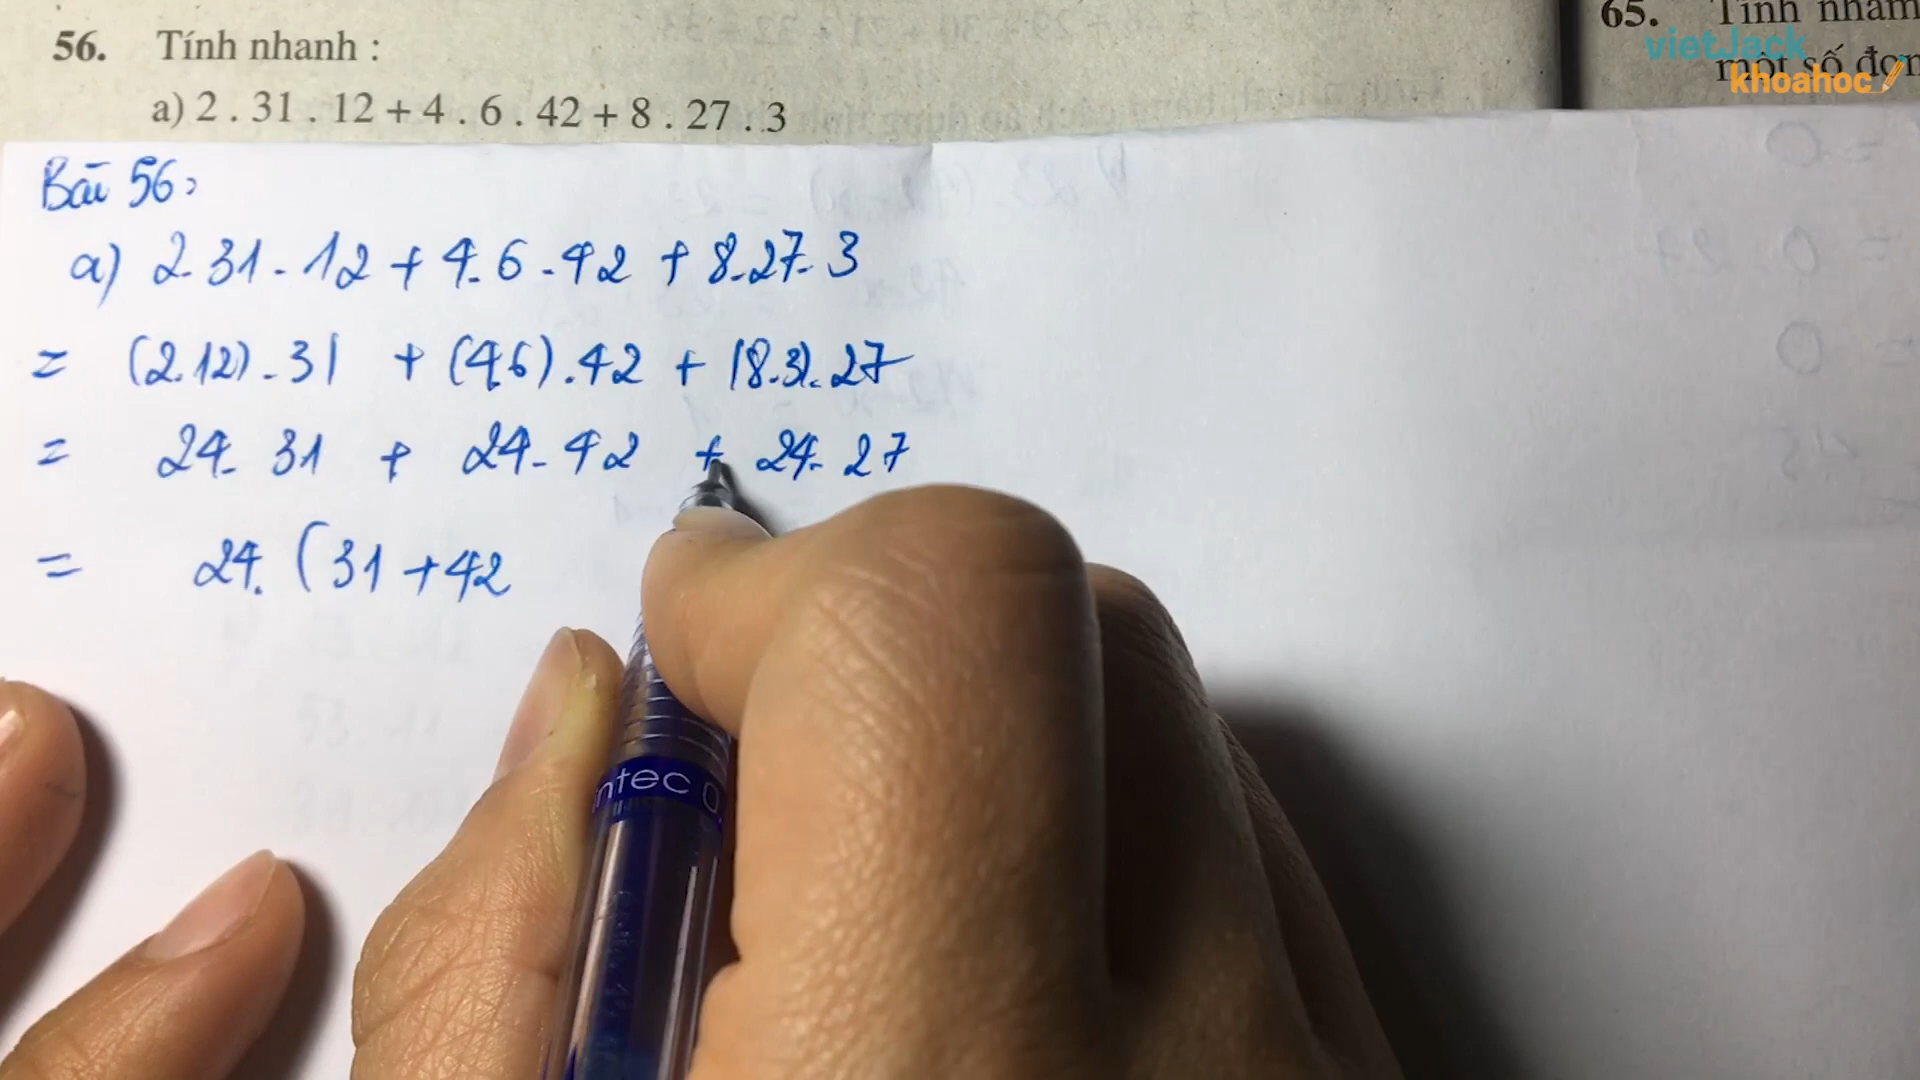 56. Tính nhanh :
a) 2 . 31 . 12 + 4 . 6 . 42 + 8 . 27 . 3
65. Tính nhẩm
một số đơn
vietJack
khoahoc
Bài 56:
a) 2.31.12 + 4.6.42 + 8.27.3
= (2.12).31 + (4.6).42 + (8.3).27
= 24.31 + 24.42 + 24.27
= 24.(31+42
ntec 0